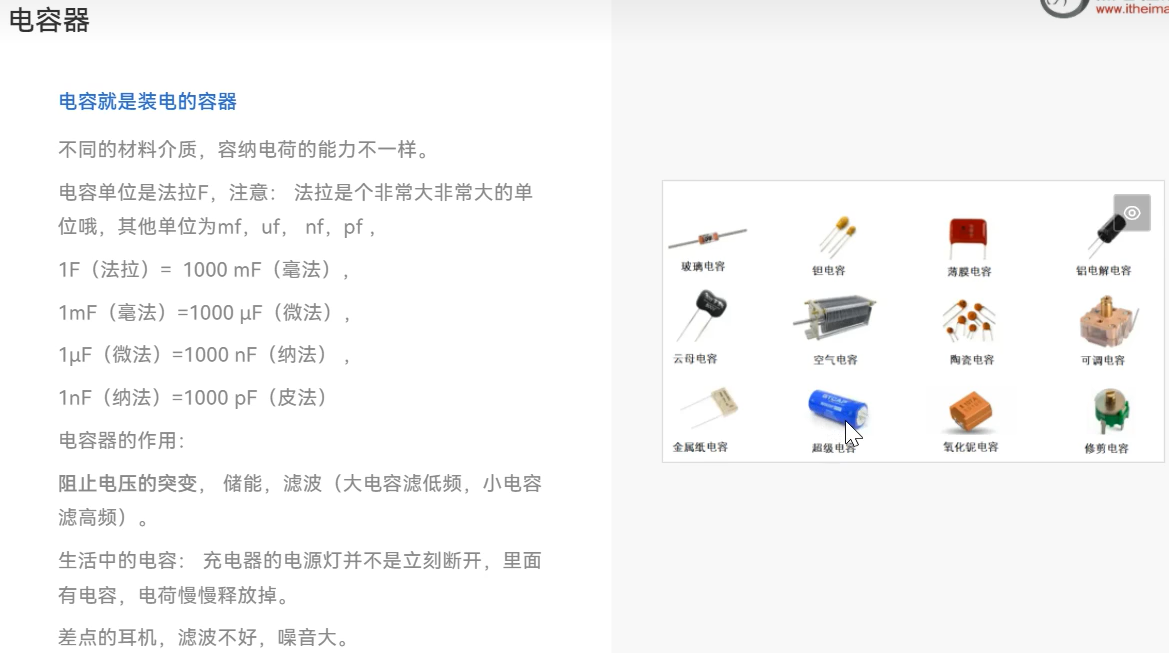 电容器
www.itheima
电容就是装电的容器
不同的材料介质，容纳电荷的能力不一样。
电容单位是法拉F，注意： 法拉是个非常大非常大的单
位哦，其他单位为mf，uf， nf，pf ，
1F（法拉）= 1000 mF（毫法），
1mF（毫法）=1000 μF（微法），
1μF（微法）=1000 nF（纳法） ，
1nF（纳法）=1000 pF（皮法）
电容器的作用：
阻止电压的突变， 储能，滤波（大电容滤低频，小电容
滤高频）。
生活中的电容： 充电器的电源灯并不是立刻断开，里面
有电容，电荷慢慢释放掉。
差点的耳机，滤波不好，噪音大。
玻璃电容
钽电容
薄膜电容
铝电解电容
云母电容
空气电容
陶瓷电容
可调电容
金属纸电容
超级电容
氧化铌电容
修剪电容